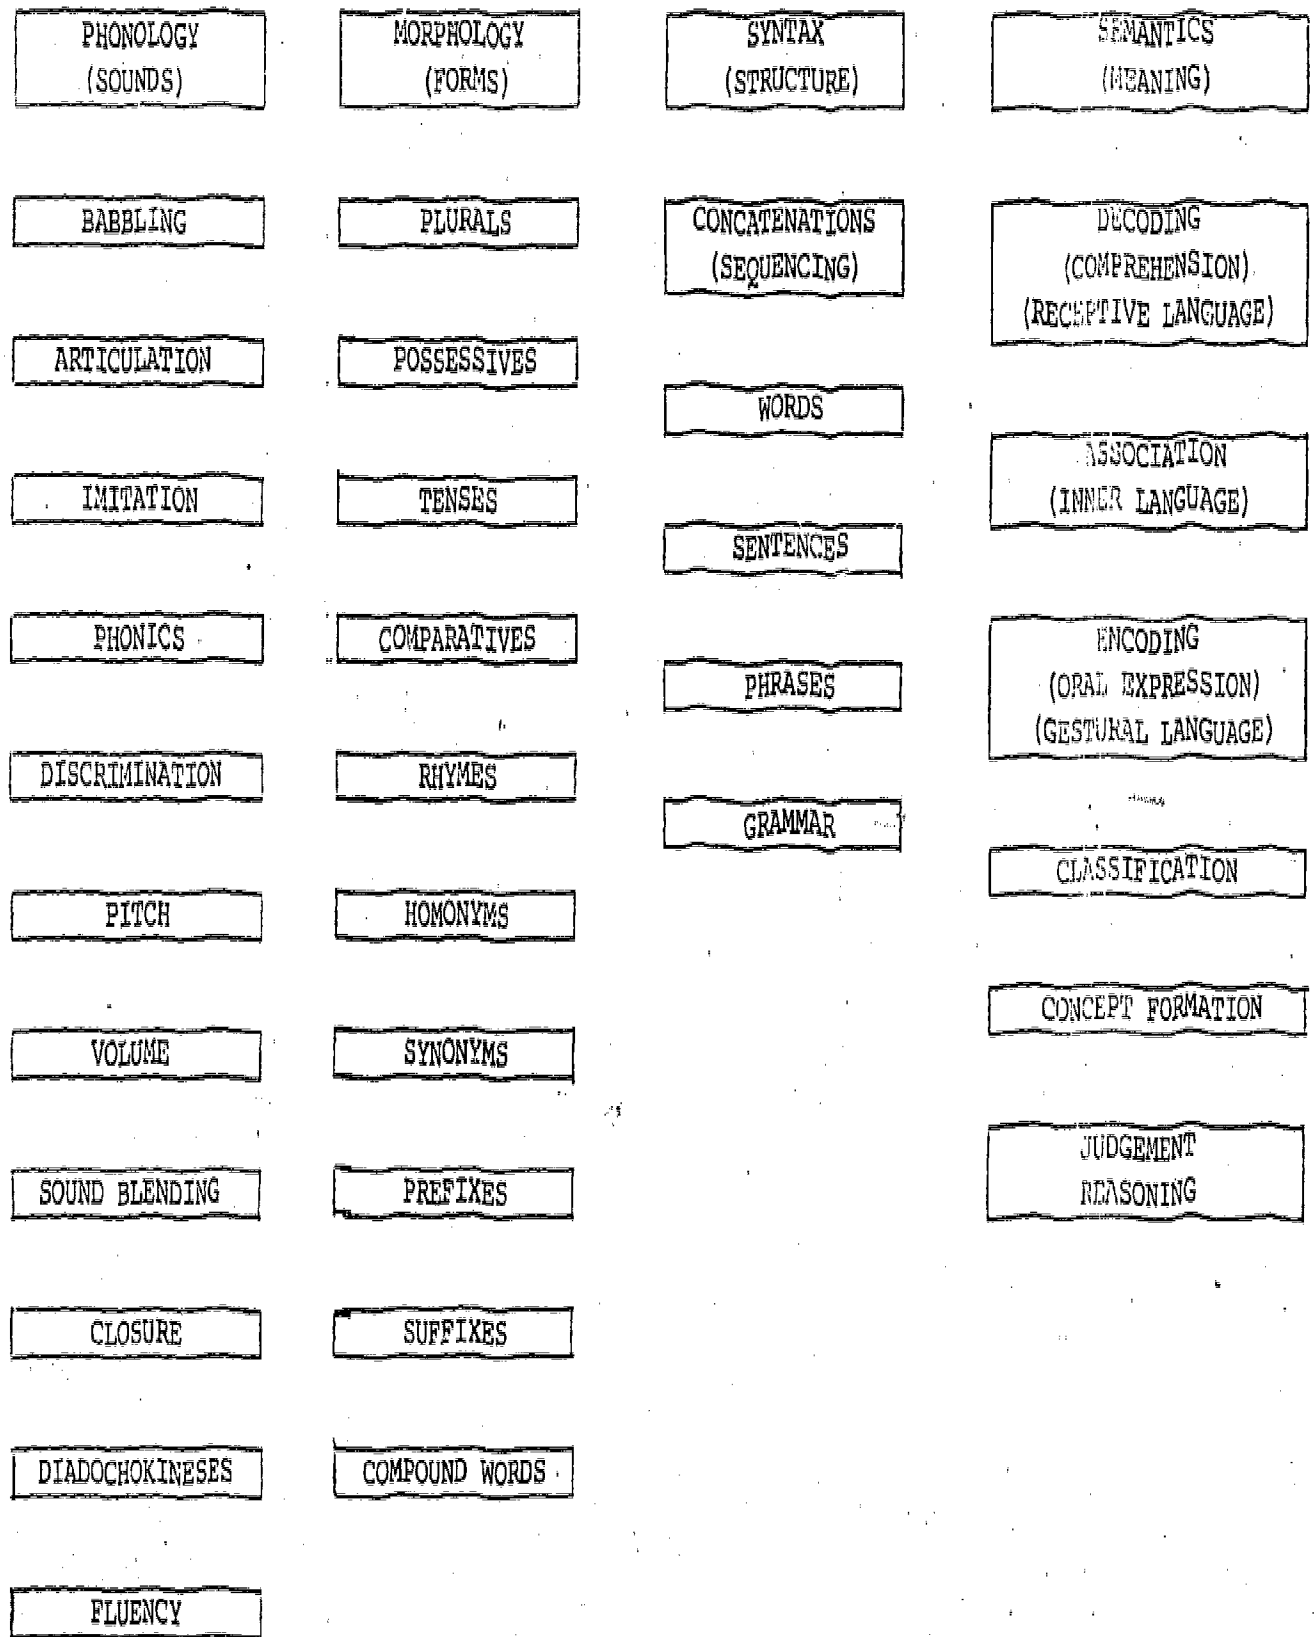 PHONOLOGY
(SOUNDS)
BABBLING
ARTICULATION
IMITATION
PHONICS
DISCRIMINATION
PITCH
VOLUME
SOUND BLENDING
CLOSURE
DIADOCHOKINESES
FLUENCY
MORPHOLOGY
(FORMS)
PLURALS
POSSESSIVES
TENSES
COMPARATIVES
RHYMES
HOMONYMS
SYNONYMS
PREFIXES
SUFFIXES
COMPOUND WORDS
SYNTAX
(STRUCTURE)
CONCATENATIONS
(SEQUENCING)
WORDS
SENTENCES
PHRASES
GRAMMAR
SEMANTICS
(MEANING)
DECODING
(COMPREHENSION)
(RECEPTIVE LANGUAGE)
ASSOCIATION
(INNER LANGUAGE)
ENCODING
(ORAL EXPRESSION)
(GESTURAL LANGUAGE)
CLASSIFICATION
CONCEPT FORMATION
JUDGEMENT
REASONING